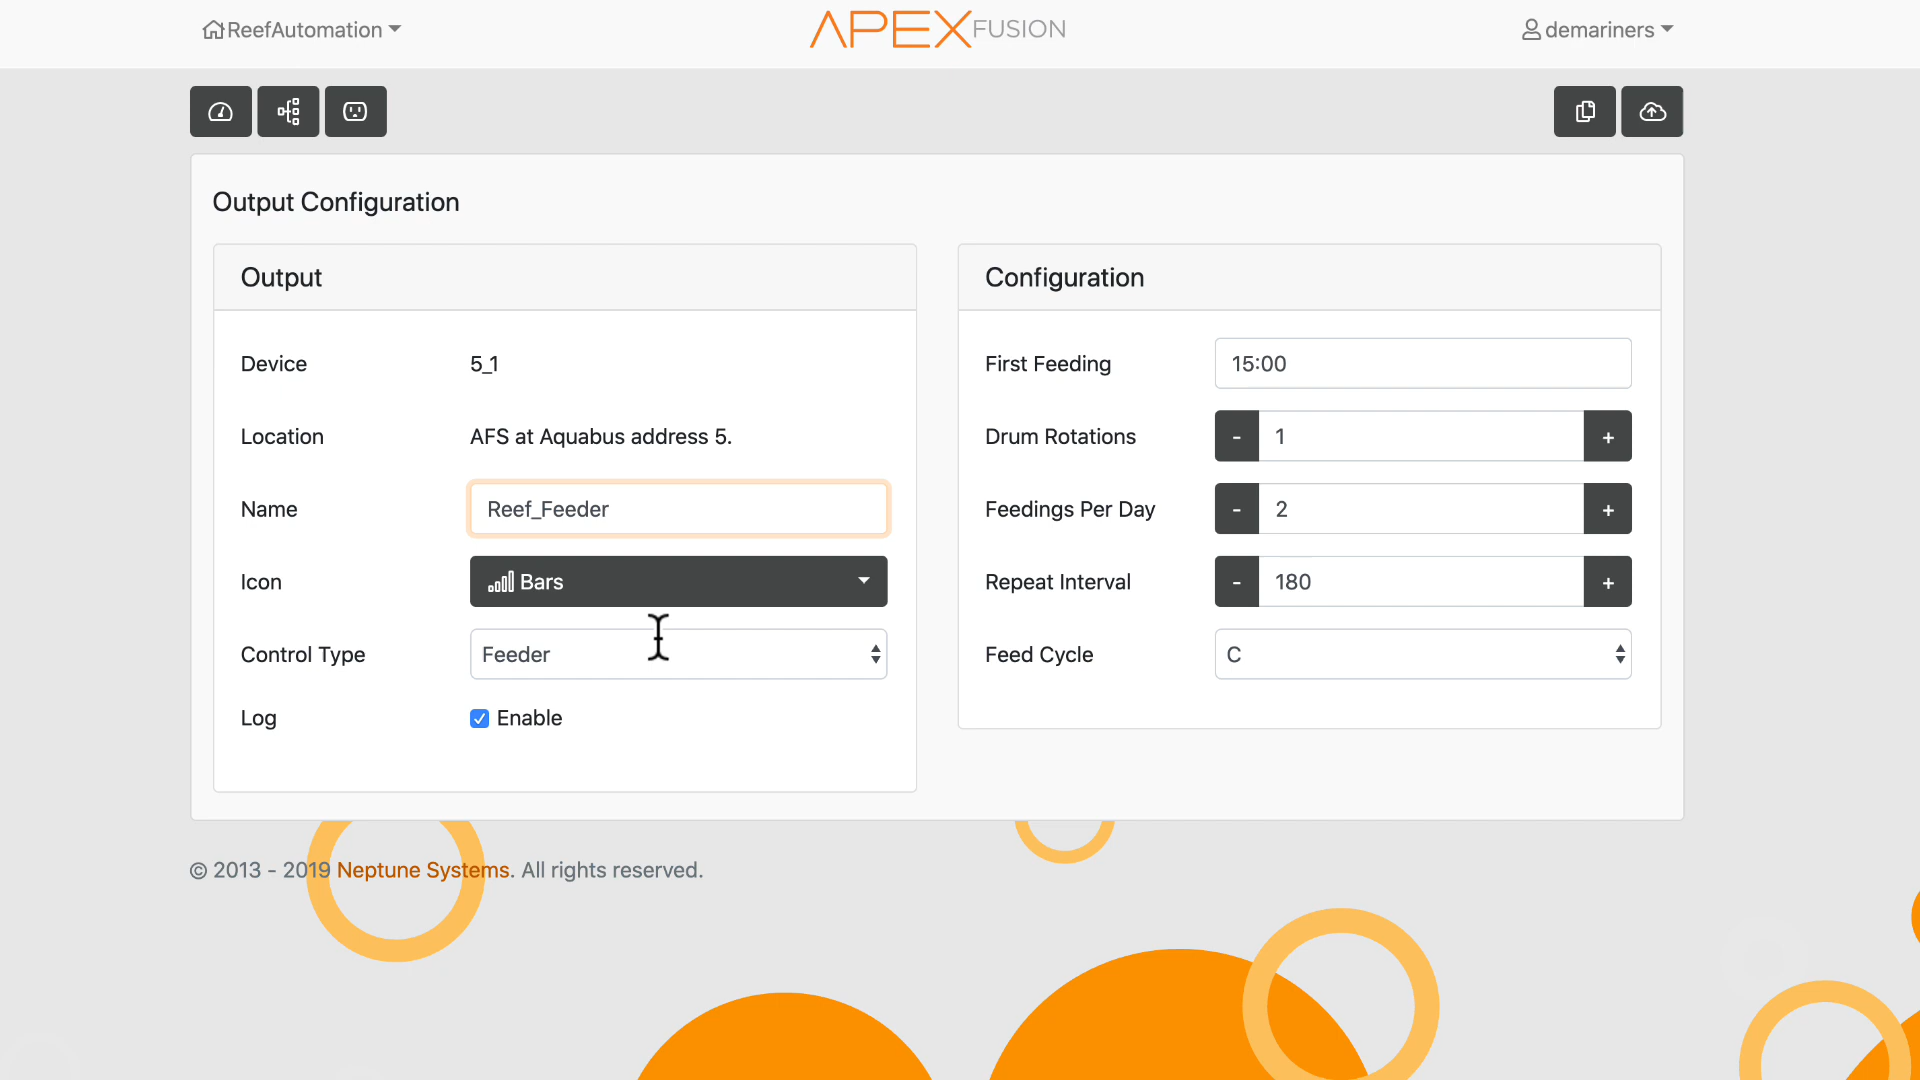 ReefAutomation
APEX FUSION
demariners
Output Configuration
Output
Device 5_1
Location AFS at Aquabus address 5.
Name Reef_Feeder
Icon Bars
Control Type Feeder
Log Enable
Configuration
First Feeding 15:00
Drum Rotations - 1 +
Feedings Per Day - 2 +
Repeat Interval - 180 +
Feed Cycle C
© 2013 - 2019 Neptune Systems. All rights reserved.